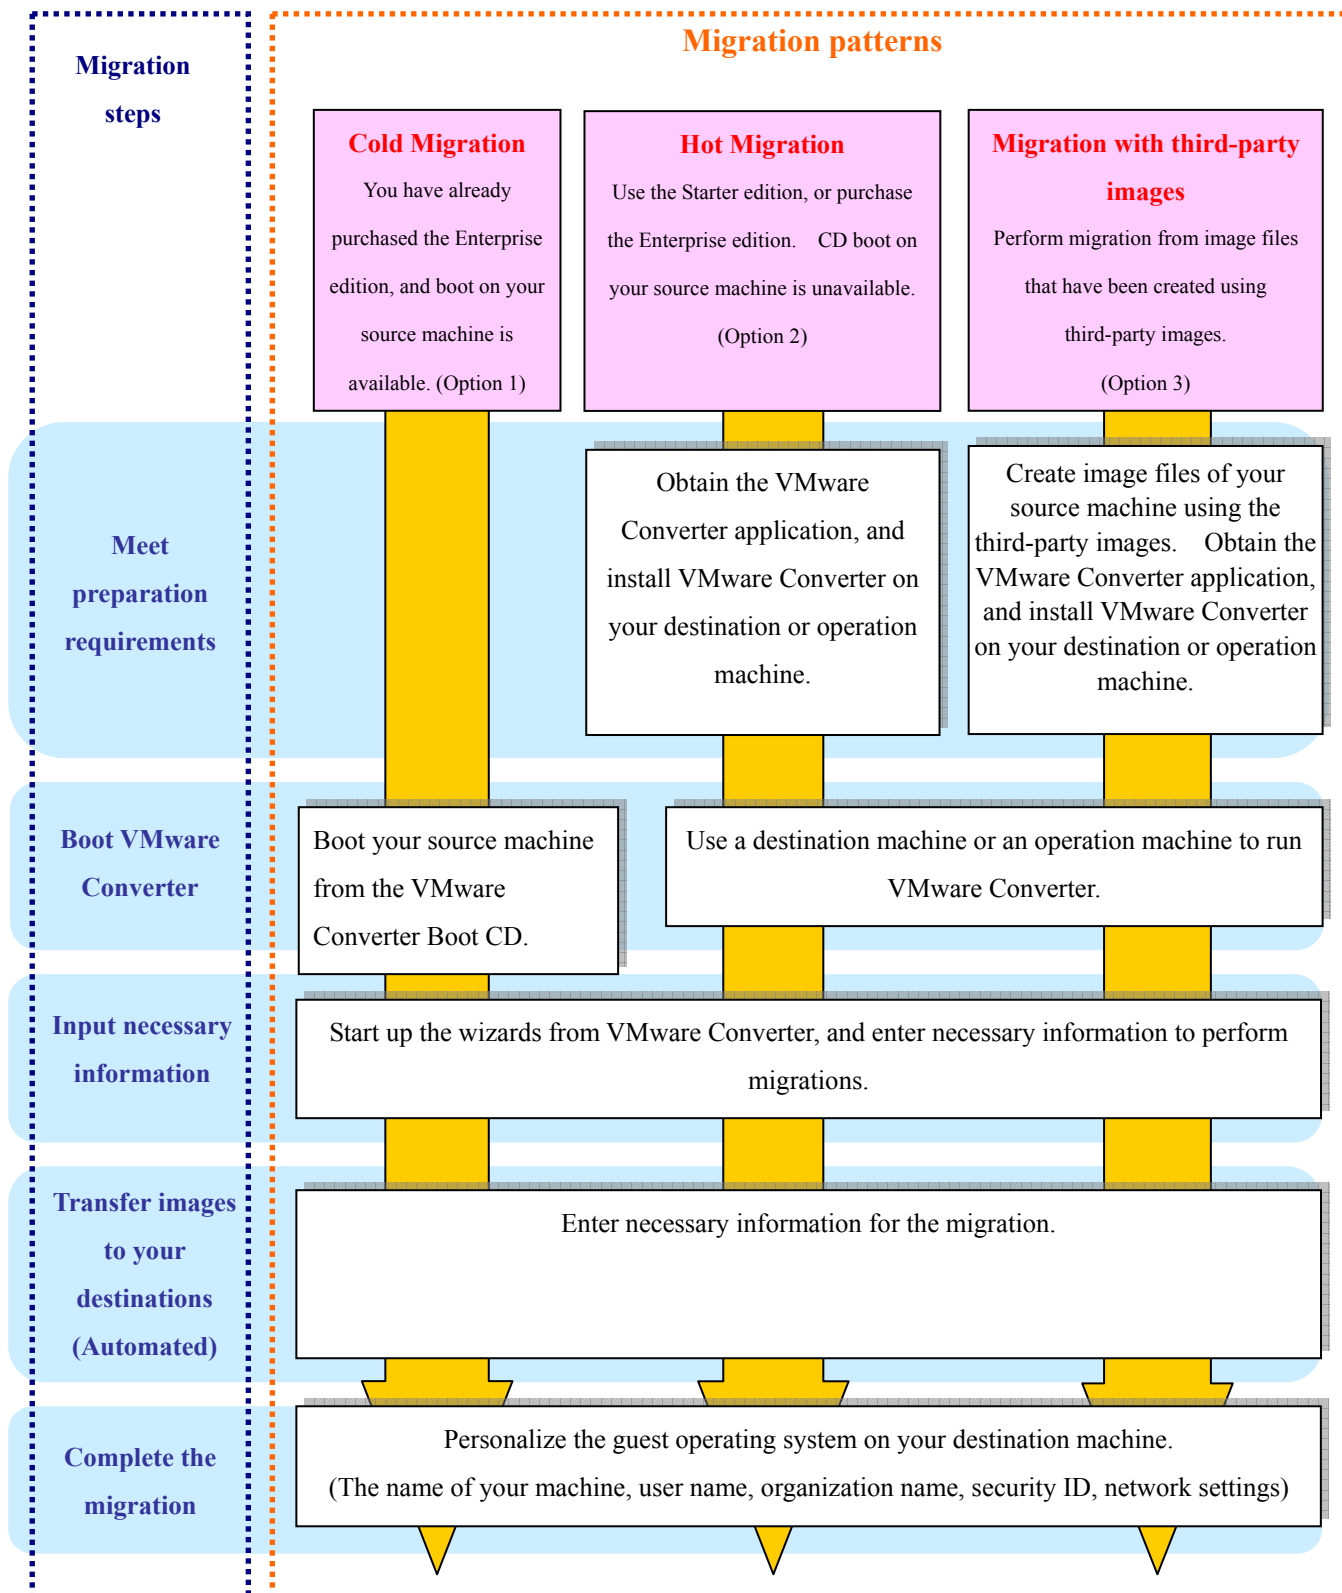 Migration patterns
Migration
steps
Cold Migration
You have already
purchased the Enterprise
edition, and boot on your
source machine is
available. (Option 1)
Hot Migration
Use the Starter edition, or purchase
the Enterprise edition. CD boot on
your source machine is unavailable.
(Option 2)
Migration with third-party
images
Perform migration from image files
that have been created using
third-party images.
(Option 3)
Meet
preparation
requirements
Obtain the VMware
Converter application, and
install VMware Converter on
your destination or operation
machine.
Create image files of your
source machine using the
third-party images. Obtain the
VMware Converter application,
and install VMware Converter
on your destination or operation
machine.
Boot VMware
Converter
Boot your source machine
from the VMware
Converter Boot CD.
Use a destination machine or an operation machine to run
VMware Converter.
Input necessary
information
Start up the wizards from VMware Converter, and enter necessary information to perform
migrations.
Transfer images
to your
destinations
(Automated)
Enter necessary information for the migration.
Complete the
migration
Personalize the guest operating system on your destination machine.
(The name of your machine, user name, organization name, security ID, network settings)